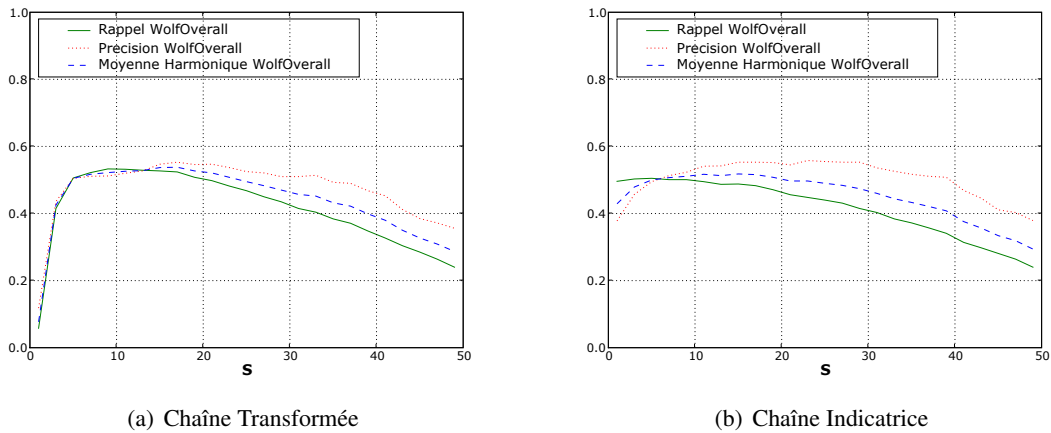 1.0
0.8
0.6
0.4
0.2
0.0
0 10 20 30 40 50
S
Rappel WolfOverall
Precision WolfOverall
Moyenne Harmonique WolfOverall
(a) Chaîne Transformée
1.0
0.8
0.6
0.4
0.2
0.0
0 10 20 30 40 50
S
Rappel WolfOverall
Precision WolfOverall
Moyenne Harmonique WolfOverall
(b) Chaîne Indicatrice